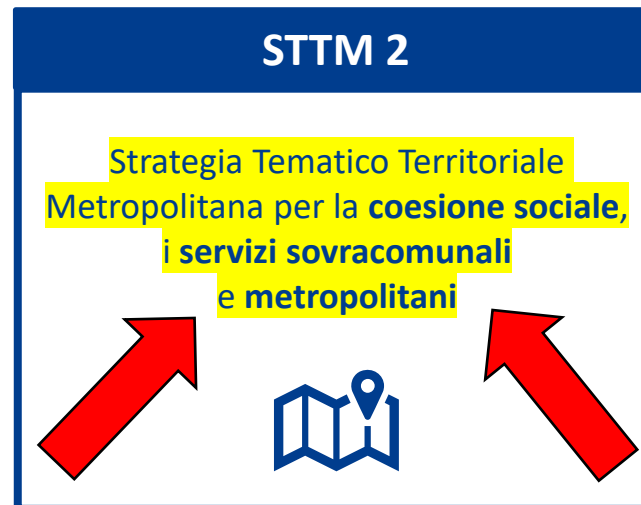 STTM 2
Strategia Tematico Territoriale
Metropolitana per la coesione sociale,
i servizi sovracomunali
e metropolitani